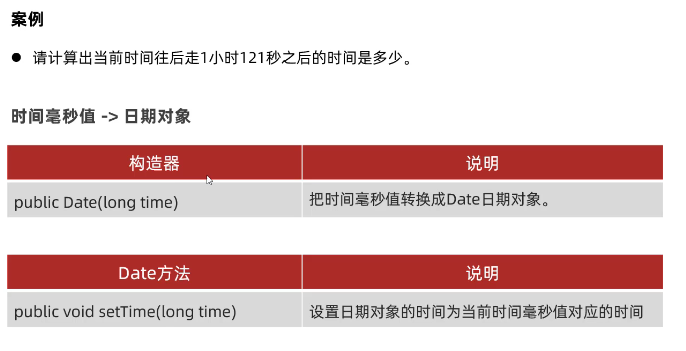 案例
● 请计算出当前时间往后走1小时121秒之后的时间是多少。
时间毫秒值 -> 日期对象
构造器 说明
public Date(long time) 把时间毫秒值转换成Date日期对象。
Date方法 说明
public void setTime(long time) 设置日期对象的时间为当前时间毫秒值对应的时间